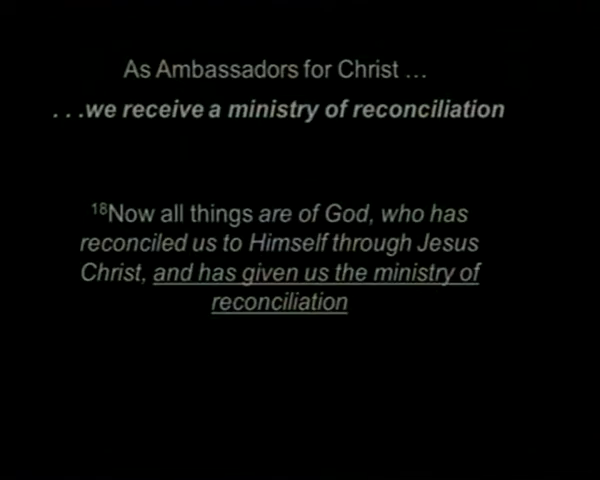 As Ambassadors for Christ ...
. . .we receive a ministry of reconciliation
18Now all things are of God, who has
reconciled us to Himself through Jesus
Christ, and has given us the ministry of
reconciliation